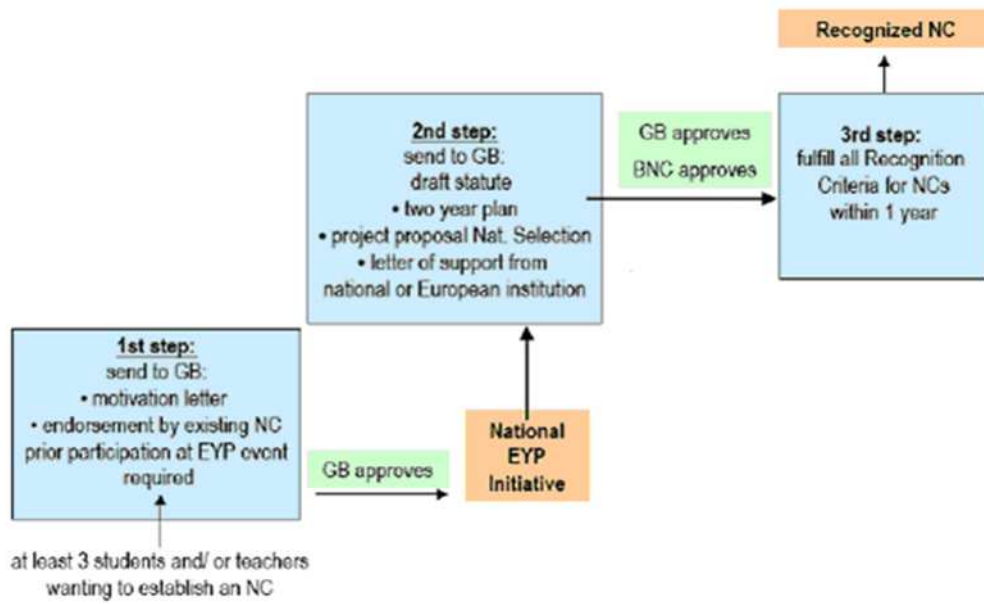 Recognized NC
2nd step:
send to GB:
draft statute
• two year plan
• project proposal Nat. Selection
• letter of support from
national or European institution
GB approves
BNC approves
3rd step:
fulfill all Recognition
Criteria for NCs
within 1 year
1st step:
send to GB:
• motivation letter
• endorsement by existing NC
prior participation at EYP event
required
GB approves
National
EYP
Initiative
at least 3 students and/ or teachers
wanting to establish an NC